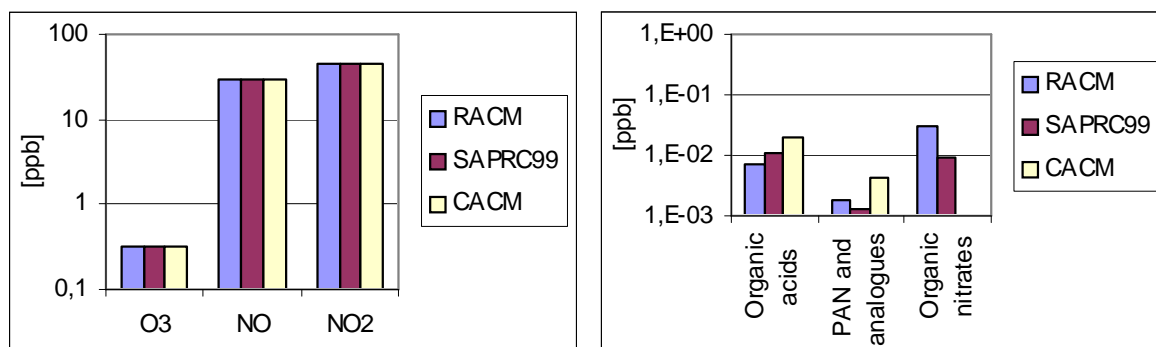 100
10
1
0,1
[ppb]
O3 NO NO2
RACM
SAPRC99
CACM
1,E+00
1,E-01
1,E-02
1,E-03
[ppb]
Organic
acids
PAN and
analogues
Organic
nitrates
RACM
SAPRC99
CACM